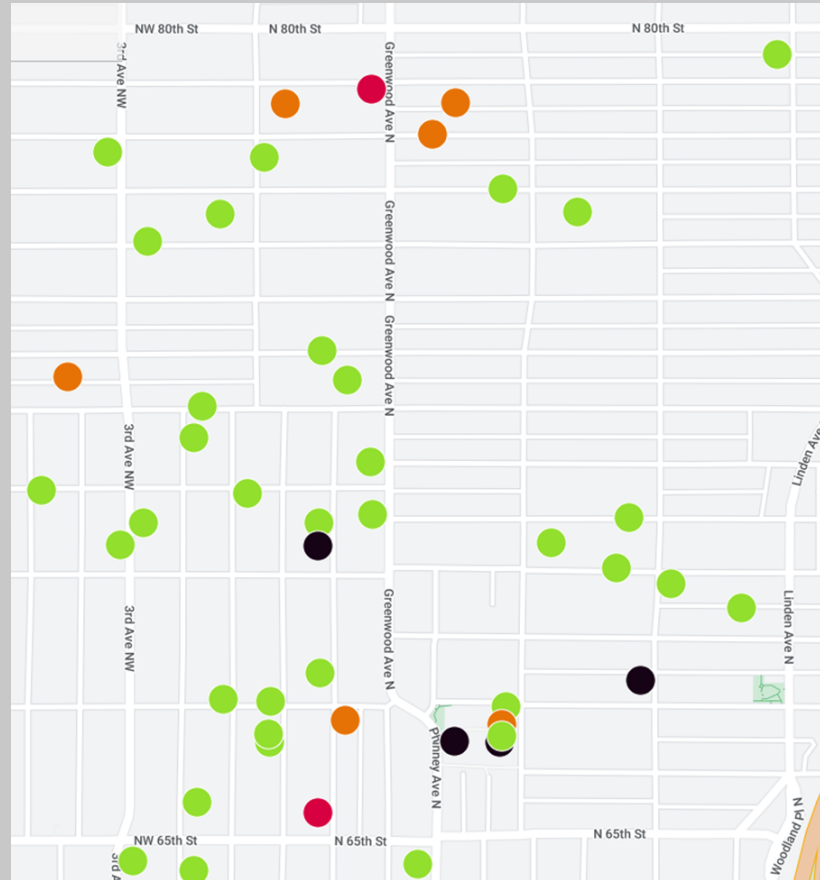 NW 80th St
N 80th St
N 80th St
3rd Ave NW
Greenwood Ave N
Greenwood Ave N
Greenwood Ave N
3rd Ave NW
Linden Ave
Greenwood Ave N
Linden Ave N
3rd Ave NW
Phinney Ave N
NW 65th St
N 65th St
N 65th St
Woodland Pl N
3rd A